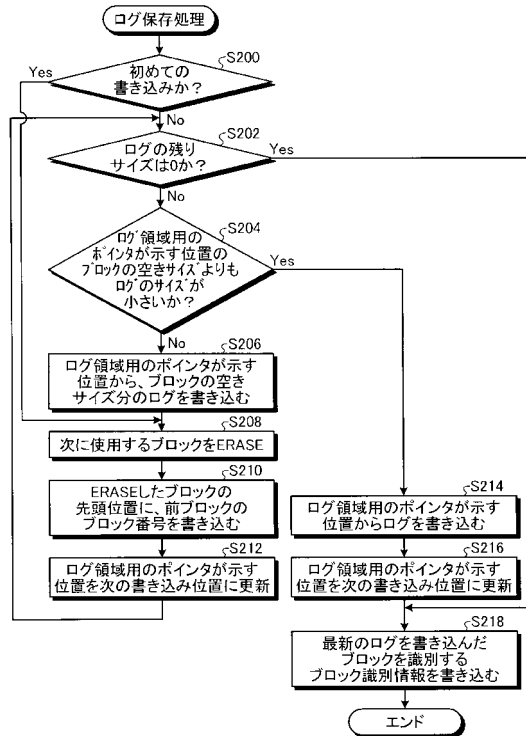 ログ保存処理
S200
Yes
初めての
書き込みか？
No
S202
ログの残り
サイズは0か？
Yes
No
S204
ログ領域用の
ポインタが示す位置の
ブロックの空きサイズよりも
ログのサイズが
小さいか？
Yes
No
S206
ログ領域用のポインタが示す
位置から、ブロックの空き
サイズ分のログを書き込む
S208
次に使用するブロックをERASE
S210
ERASEしたブロックの
先頭位置に、前ブロックの
ブロック番号を書き込む
S212
ログ領域用のポインタが示す
位置を次の書き込み位置に更新
S214
ログ領域用のポインタが示す
位置からログを書き込む
S216
ログ領域用のポインタが示す
位置を次の書き込み位置に更新
S218
最新のログを書き込んだ
ブロックを識別する
ブロック識別情報を書き込む
エンド